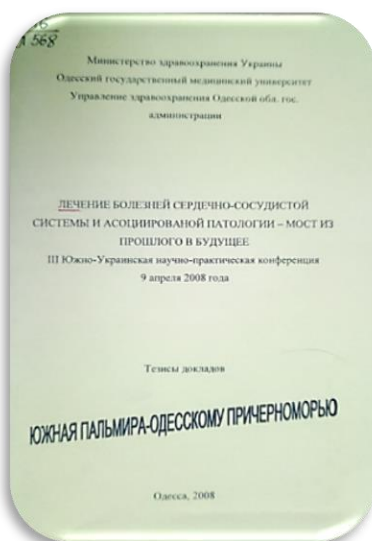 568
Министерство здравоохранения Украины
Одесский государственный медицинский университет
Управление здравоохранения Одесской обл. гос.
администрации
ЛЕЧЕНИЕ БОЛЕЗНЕЙ СЕРДЕЧНО-СОСУДИСТОЙ
СИСТЕМЫ И АСОЦИИРОВАНОЙ ПАТОЛОГИИ – МОСТ ИЗ
ПРОШЛОГО В БУДУЩЕЕ
III Южно-Украинская научно-практическая конференция
9 апреля 2008 года
Тезисы докладов
ЮЖНАЯ ПАЛЬМИРА-ОДЕССКОМУ ПРИЧЕРНОМОРЬЮ
Одесса, 2008